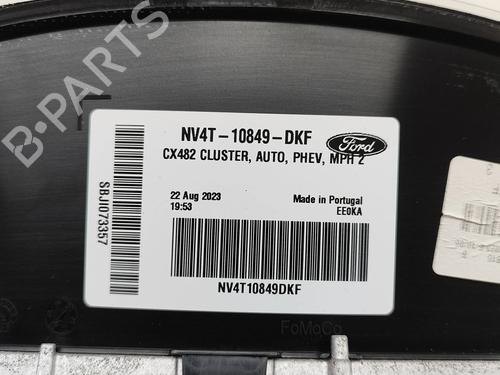 B-PARTS
NV4T-10849-DKF
Ford
CX482 CLUSTER, AUTO, PHEV, MPH 2
SBJI073357
22 Aug 2023
19:53
Made in Portugal
EE0KA
NV4T10849DKF
FoMoCo